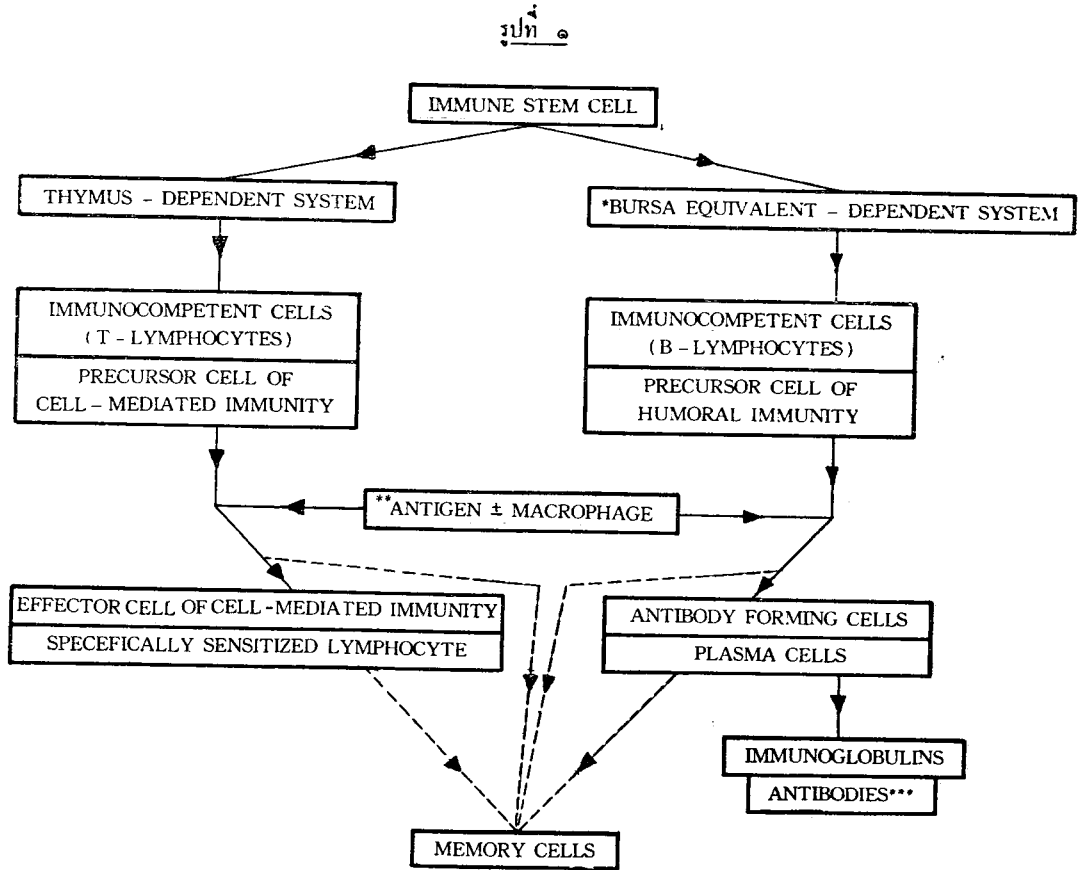 รูปที่ ๑
IMMUNE STEM CELL
THYMUS – DEPENDENT SYSTEM
*BURSA EQUIVALENT – DEPENDENT SYSTEM
IMMUNOCOMPETENT CELLS
(T – LYMPHOCYTES)
PRECURSOR CELL OF
CELL – MEDIATED IMMUNITY
IMMUNOCOMPETENT CELLS
(B – LYMPHOCYTES)
PRECURSOR CELL OF
HUMORAL IMMUNITY
**ANTIGEN ± MACROPHAGE
EFFECTOR CELL OF CELL-MEDIATED IMMUNITY
SPECEFICALLY SENSITIZED LYMPHOCYTE
ANTIBODY FORMING CELLS
PLASMA CELLS
IMMUNOGLOBULINS
ANTIBODIES***
MEMORY CELLS